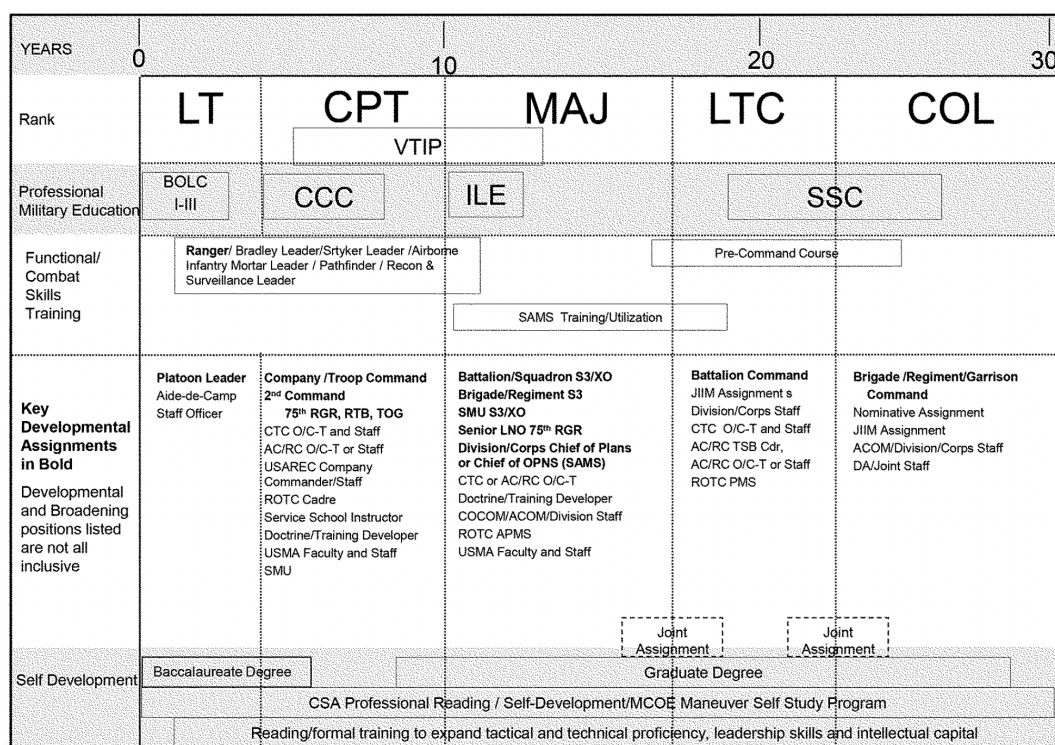 YEARS
0
10
20
30
Rank
LT
CPT
MAJ
LTC
COL
VTIP
Professional
Military Education
BOLC
I-III
CCC
ILE
SSC
Functional/
Combat
Skills
Training
Ranger/ Bradley Leader/Srtyker Leader /Airborne
Infantry Mortar Leader / Pathfinder / Recon &
Surveillance Leader
Pre-Command Course
SAMS Training/Utilization
Key
Developmental
Assignments
in Bold
Developmental
and Broadening
positions listed
are not all
inclusive
Platoon Leader
Aide-de-Camp
Staff Officer
Company /Troop Command
2nd Command
75th RGR, RTB, TOG
CTC O/C-T and Staff
AC/RC O/C-T or Staff
USAREC Company
Commander/Staff
ROTC Cadre
Service School Instructor
Doctrine/Training Developer
USMA Faculty and Staff
SMU
Battalion/Squadron S3/XO
Brigade/Regiment S3
SMU S3/XO
Senior LNO 75th RGR
Division/Corps Chief of Plans
or Chief of OPNS (SAMS)
CTC or AC/RC O/C-T
Doctrine/Training Developer
COCOM/ACOM/Division Staff
ROTC APMS
USMA Faculty and Staff
Battalion Command
JIIM Assignment s
Division/Corps Staff
CTC O/C-T and Staff
AC/RC TSB Cdr,
AC/RC O/C-T or Staff
ROTC PMS
Brigade /Regiment/Garrison
Command
Nominative Assignment
JIIM Assignment
ACOM/Division/Corps Staff
DA/Joint Staff
Joint
Assignment
Joint
Assignment
Self Development
Baccalaureate Degree
Graduate Degree
CSA Professional Reading / Self-Development/MCOE Maneuver Self Study Program
Reading/formal training to expand tactical and technical proficiency, leadership skills and intellectual capital